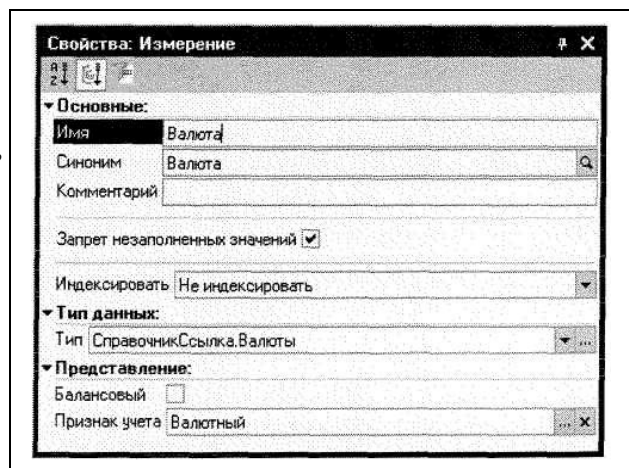 Свойства: Измерение
Основные:
Имя Валюта
Синоним Валюта
Комментарий
Запрет незаполненных значений
Индексировать Не индексировать
Тип данных:
Тип СправочникСсылка.Валюты
Представление:
Балансовый
Признак учета Валютный